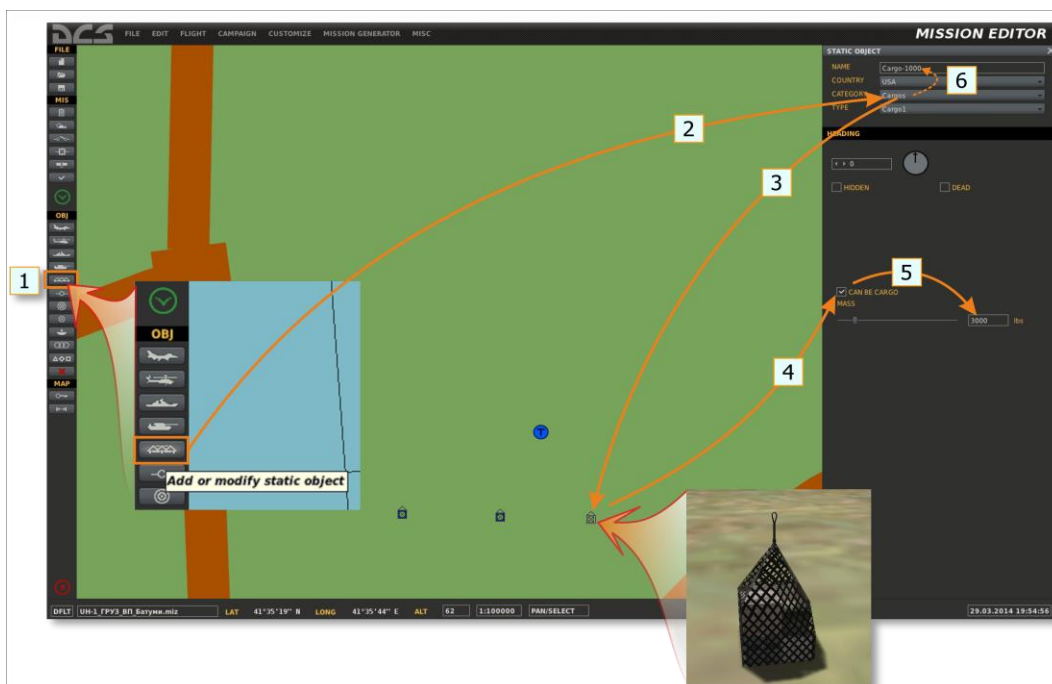 DCS FILE EDIT FLIGHT CAMPAIGN CUSTOMIZE MISSION GENERATOR MISC MISSION EDITOR
FILE
MIS
OBJ
MAP
STATIC OBJECT X
NAME Cargo-1000
COUNTRY USA
CATEGORY Cargos
TYPE Cargo1
HEADING
0
HIDDEN DEAD
CAN BE CARGO
MASS
3000 lbs
1
2
3
4
5
6
OBJ
Add or modify static object
T
DFLT UH-1_ГРУЗ_ВП_Батуми.miz LAT 41°35'19" N LONG 41°35'44" E ALT 62 1:100000 PAN/SELECT 29.03.2014 19:54:56